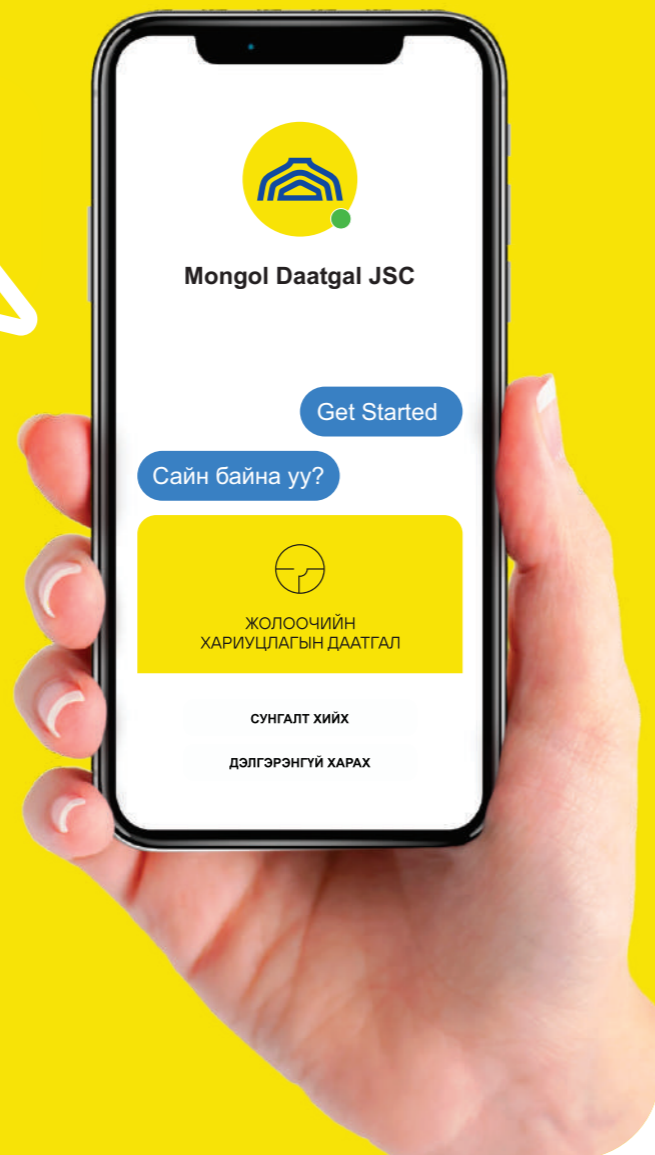 Mongol Daatgal JSC
Get Started
Сайн байна уу?
ЖОЛООЧИЙН
ХАРИУЦЛАГЫН ДААТГАЛ
СУНГАЛТ ХИЙХ
ДЭЛГЭРЭНГҮЙ ХАРАХ